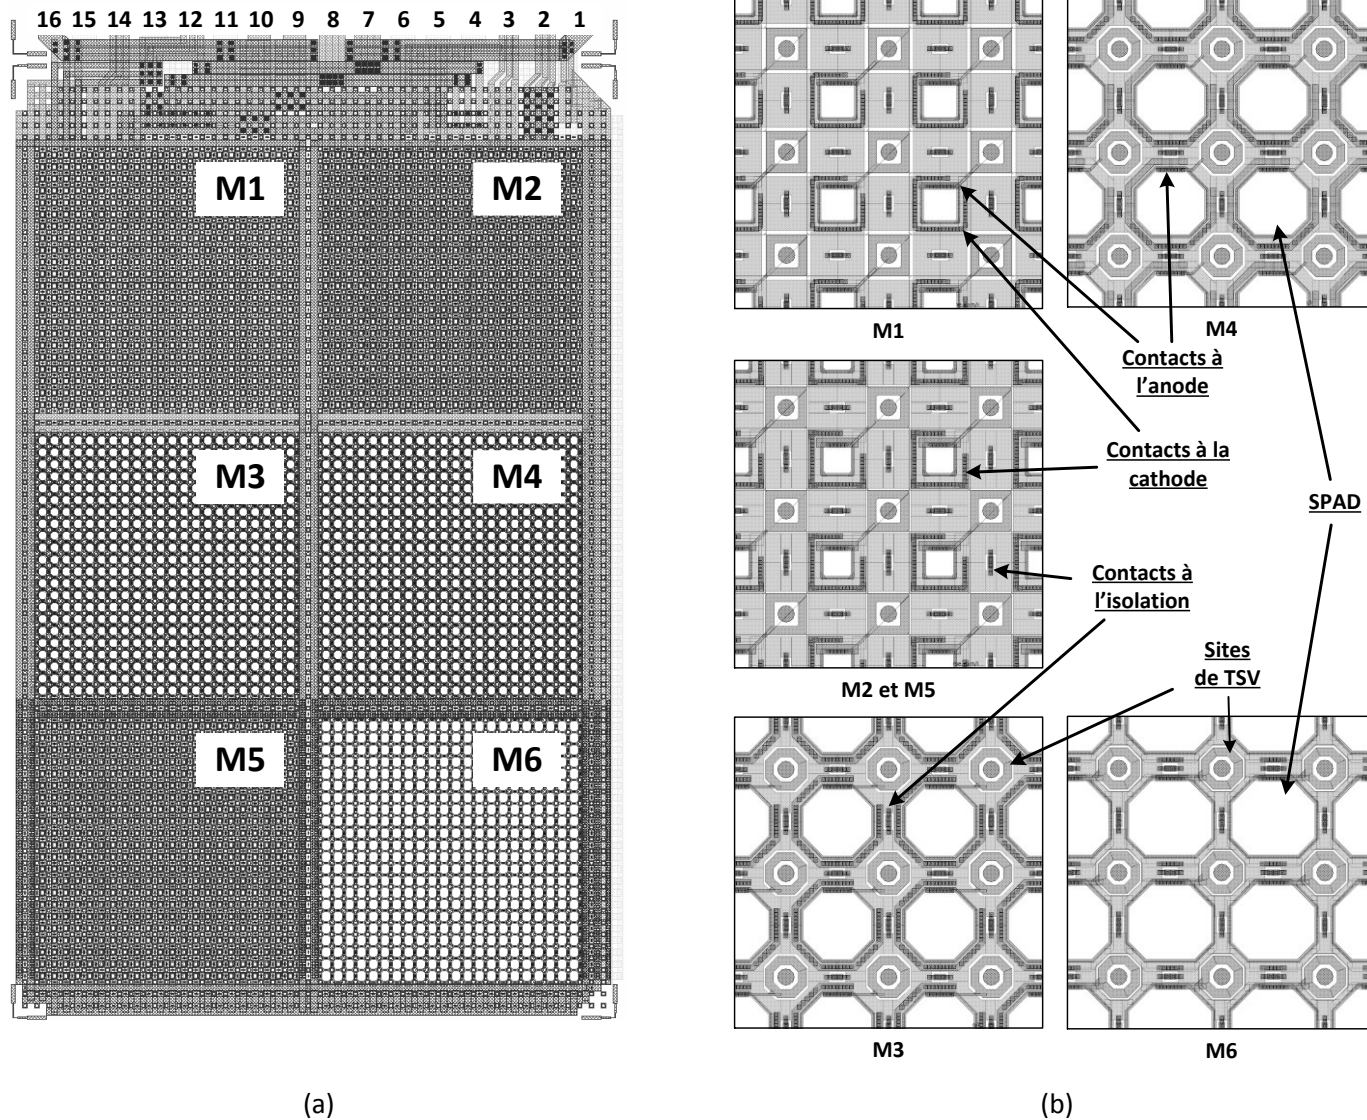 16 15 14 13 12 11 10 9 8 7 6 5 4 3 2 1
M1
M2
M3
M4
M5
M6
(a)
M1
M4
Contacts à
l'anode
Contacts à la
cathode
SPAD
Contacts à
l'isolation
M2 et M5
Sites
de TSV
M3
M6
(b)